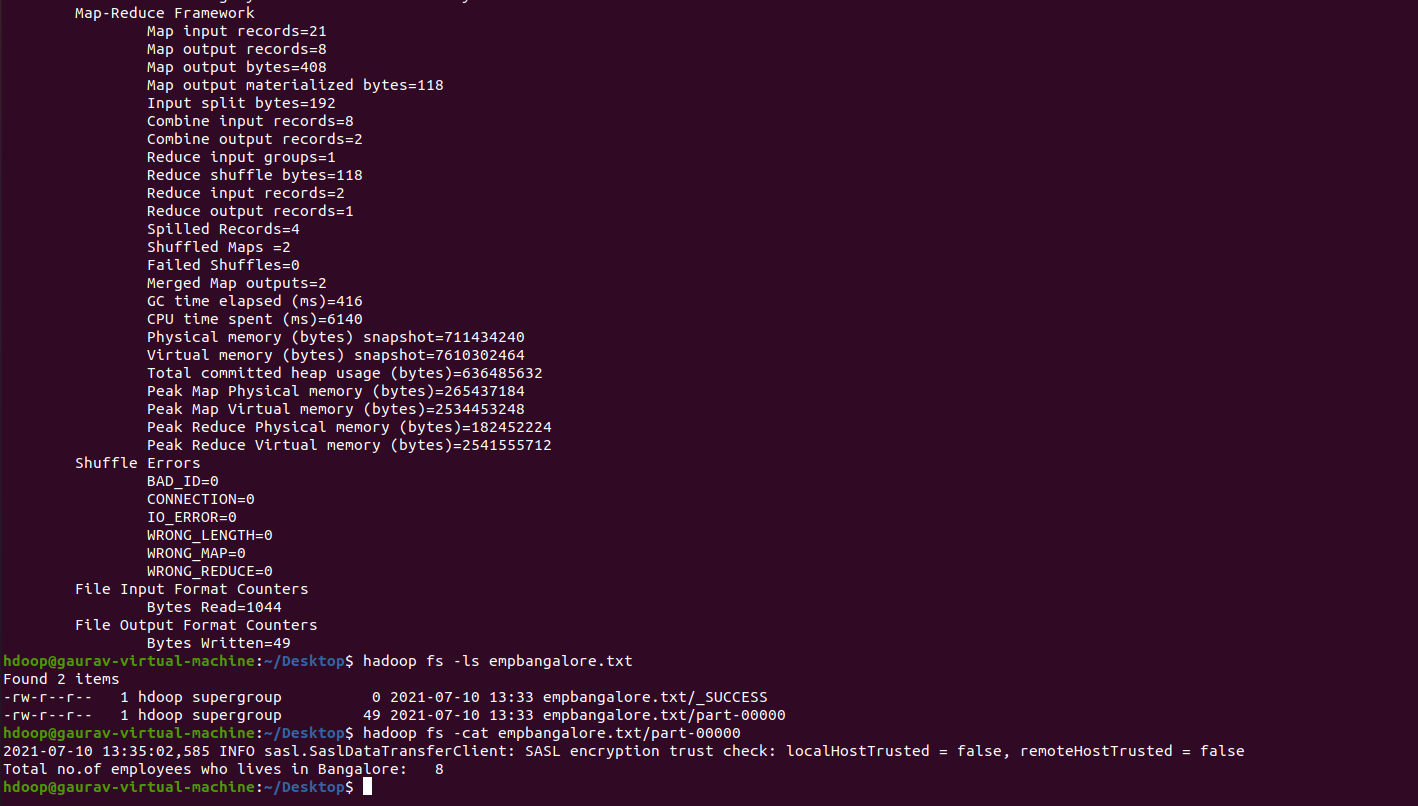 Map-Reduce Framework
Map input records=21
Map output records=8
Map output bytes=408
Map output materialized bytes=118
Input split bytes=192
Combine input records=8
Combine output records=2
Reduce input groups=1
Reduce shuffle bytes=118
Reduce input records=2
Reduce output records=1
Spilled Records=4
Shuffled Maps =2
Failed Shuffles=0
Merged Map outputs=2
GC time elapsed (ms)=416
CPU time spent (ms)=6140
Physical memory (bytes) snapshot=711434240
Virtual memory (bytes) snapshot=7610302464
Total committed heap usage (bytes)=636485632
Peak Map Physical memory (bytes)=265437184
Peak Map Virtual memory (bytes)=2534453248
Peak Reduce Physical memory (bytes)=182452224
Peak Reduce Virtual memory (bytes)=2541555712
Shuffle Errors
BAD_ID=0
CONNECTION=0
IO_ERROR=0
WRONG_LENGTH=0
WRONG_MAP=0
WRONG_REDUCE=0
File Input Format Counters
Bytes Read=1044
File Output Format Counters
Bytes Written=49
hdoop@gaurav-virtual-machine:~/Desktop$ hadoop fs -ls empbangalore.txt
Found 2 items
-rw-r--r--   1 hdoop supergroup          0 2021-07-10 13:33 empbangalore.txt/_SUCCESS
-rw-r--r--   1 hdoop supergroup         49 2021-07-10 13:33 empbangalore.txt/part-00000
hdoop@gaurav-virtual-machine:~/Desktop$ hadoop fs -cat empbangalore.txt/part-00000
2021-07-10 13:35:02,585 INFO sasl.SaslDataTransferClient: SASL encryption trust check: localHostTrusted = false, remoteHostTrusted = false
Total no.of employees who lives in Bangalore:   8
hdoop@gaurav-virtual-machine:~/Desktop$